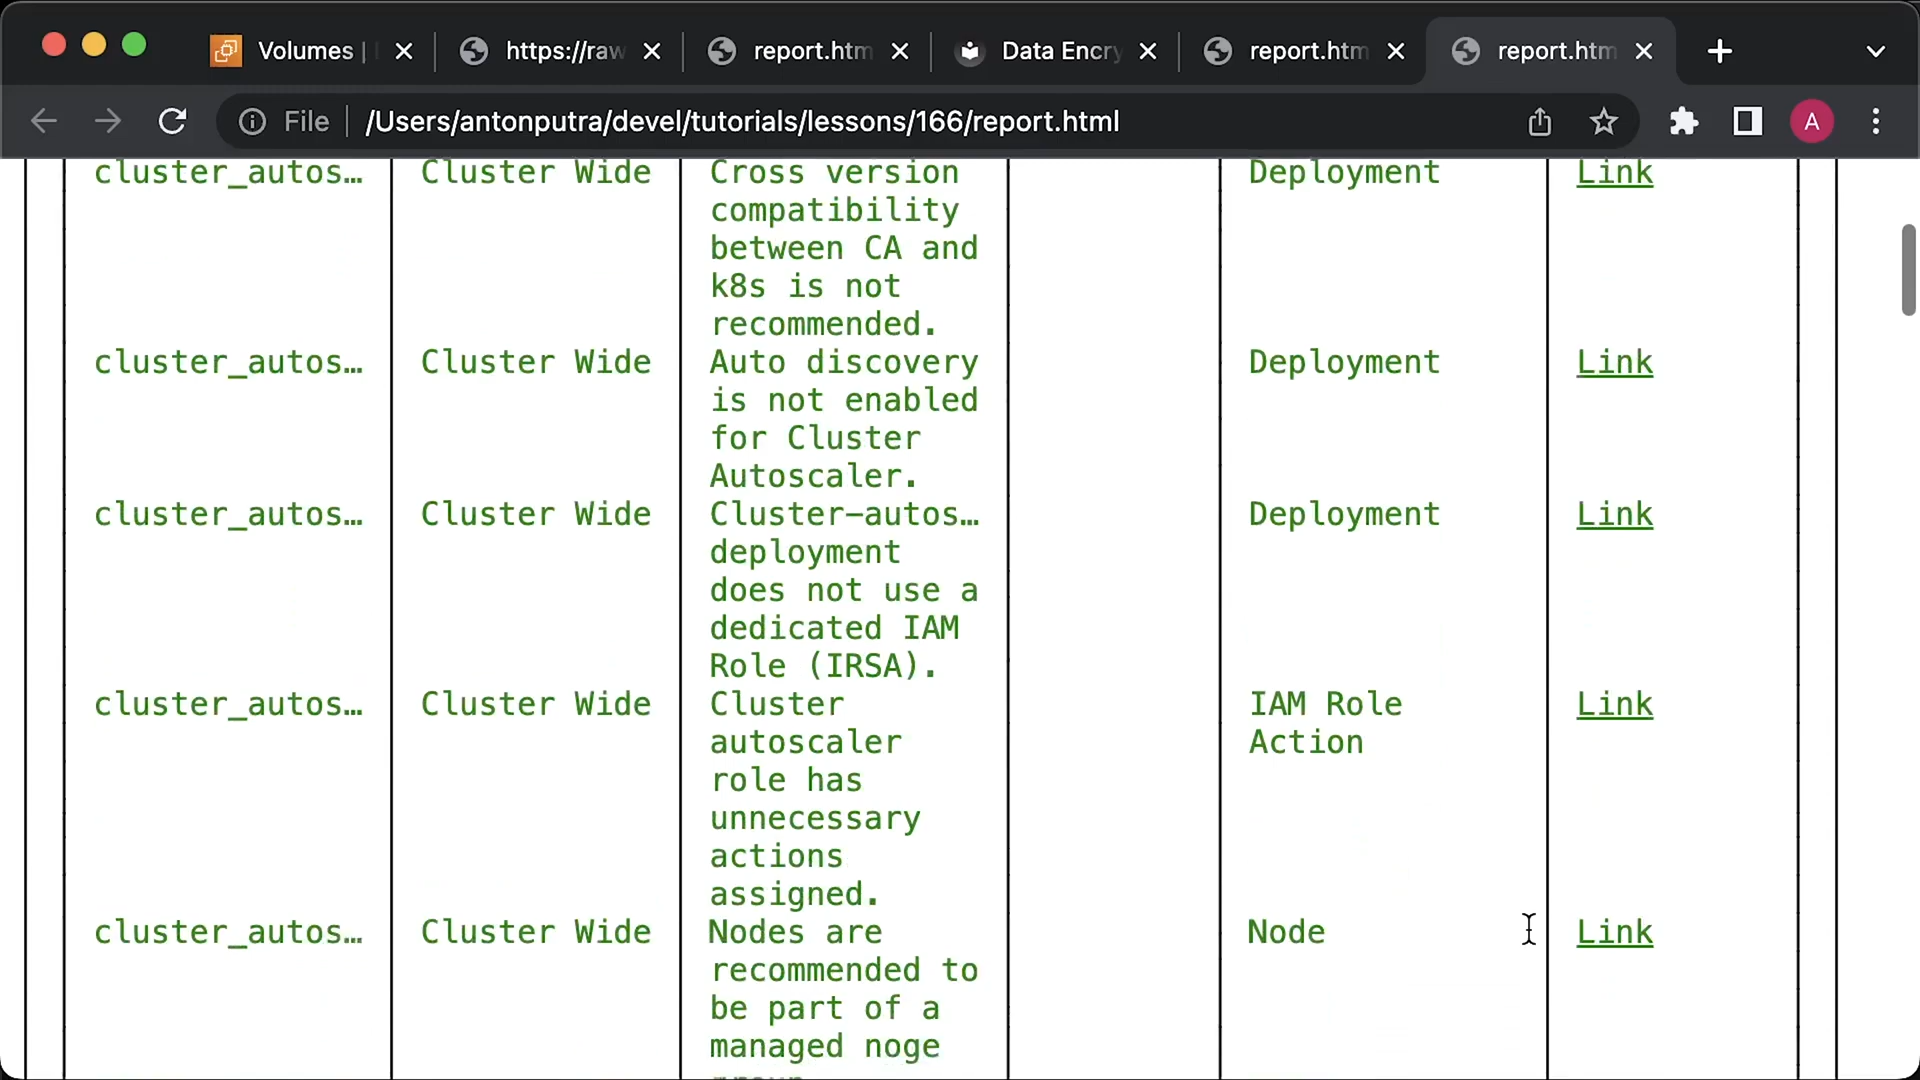 Volumes |
https://raw
report.htm
Data Encry
report.htm
report.htm
File
/Users/antonputra/devel/tutorials/lessons/166/report.html
A
cluster_autos… Cluster Wide Cross version Deployment Link
compatibility
between CA and
k8s is not
recommended.
cluster_autos… Cluster Wide Auto discovery Deployment Link
is not enabled
for Cluster
Autoscaler.
cluster_autos… Cluster Wide Cluster-autos… Deployment Link
deployment
does not use a
dedicated IAM
Role (IRSA).
cluster_autos… Cluster Wide Cluster IAM Role Link
autoscaler Action
role has
unnecessary
actions
assigned.
cluster_autos… Cluster Wide Nodes are Node Link
recommended to
be part of a
managed noge